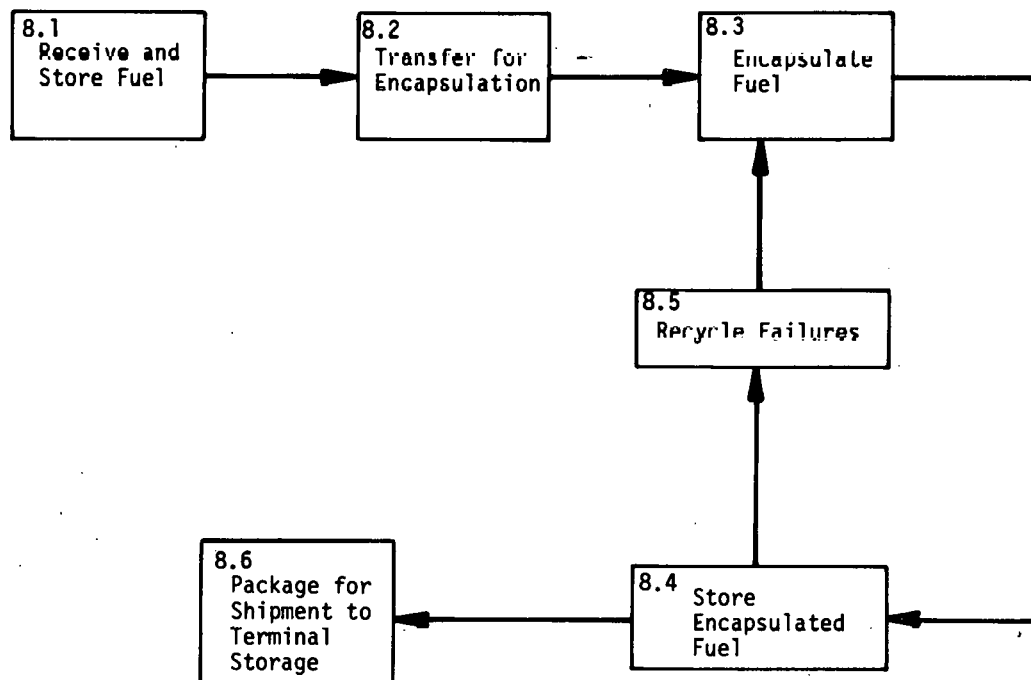 8.1
Receive and
Store Fuel
8.2
Transfer for
Encapsulation
8.3
Encapsulate
Fuel
8.5
Recycle Failures
8.4
Store
Encapsulated
Fuel
8.6
Package for
Shipment to
Terminal
Storage